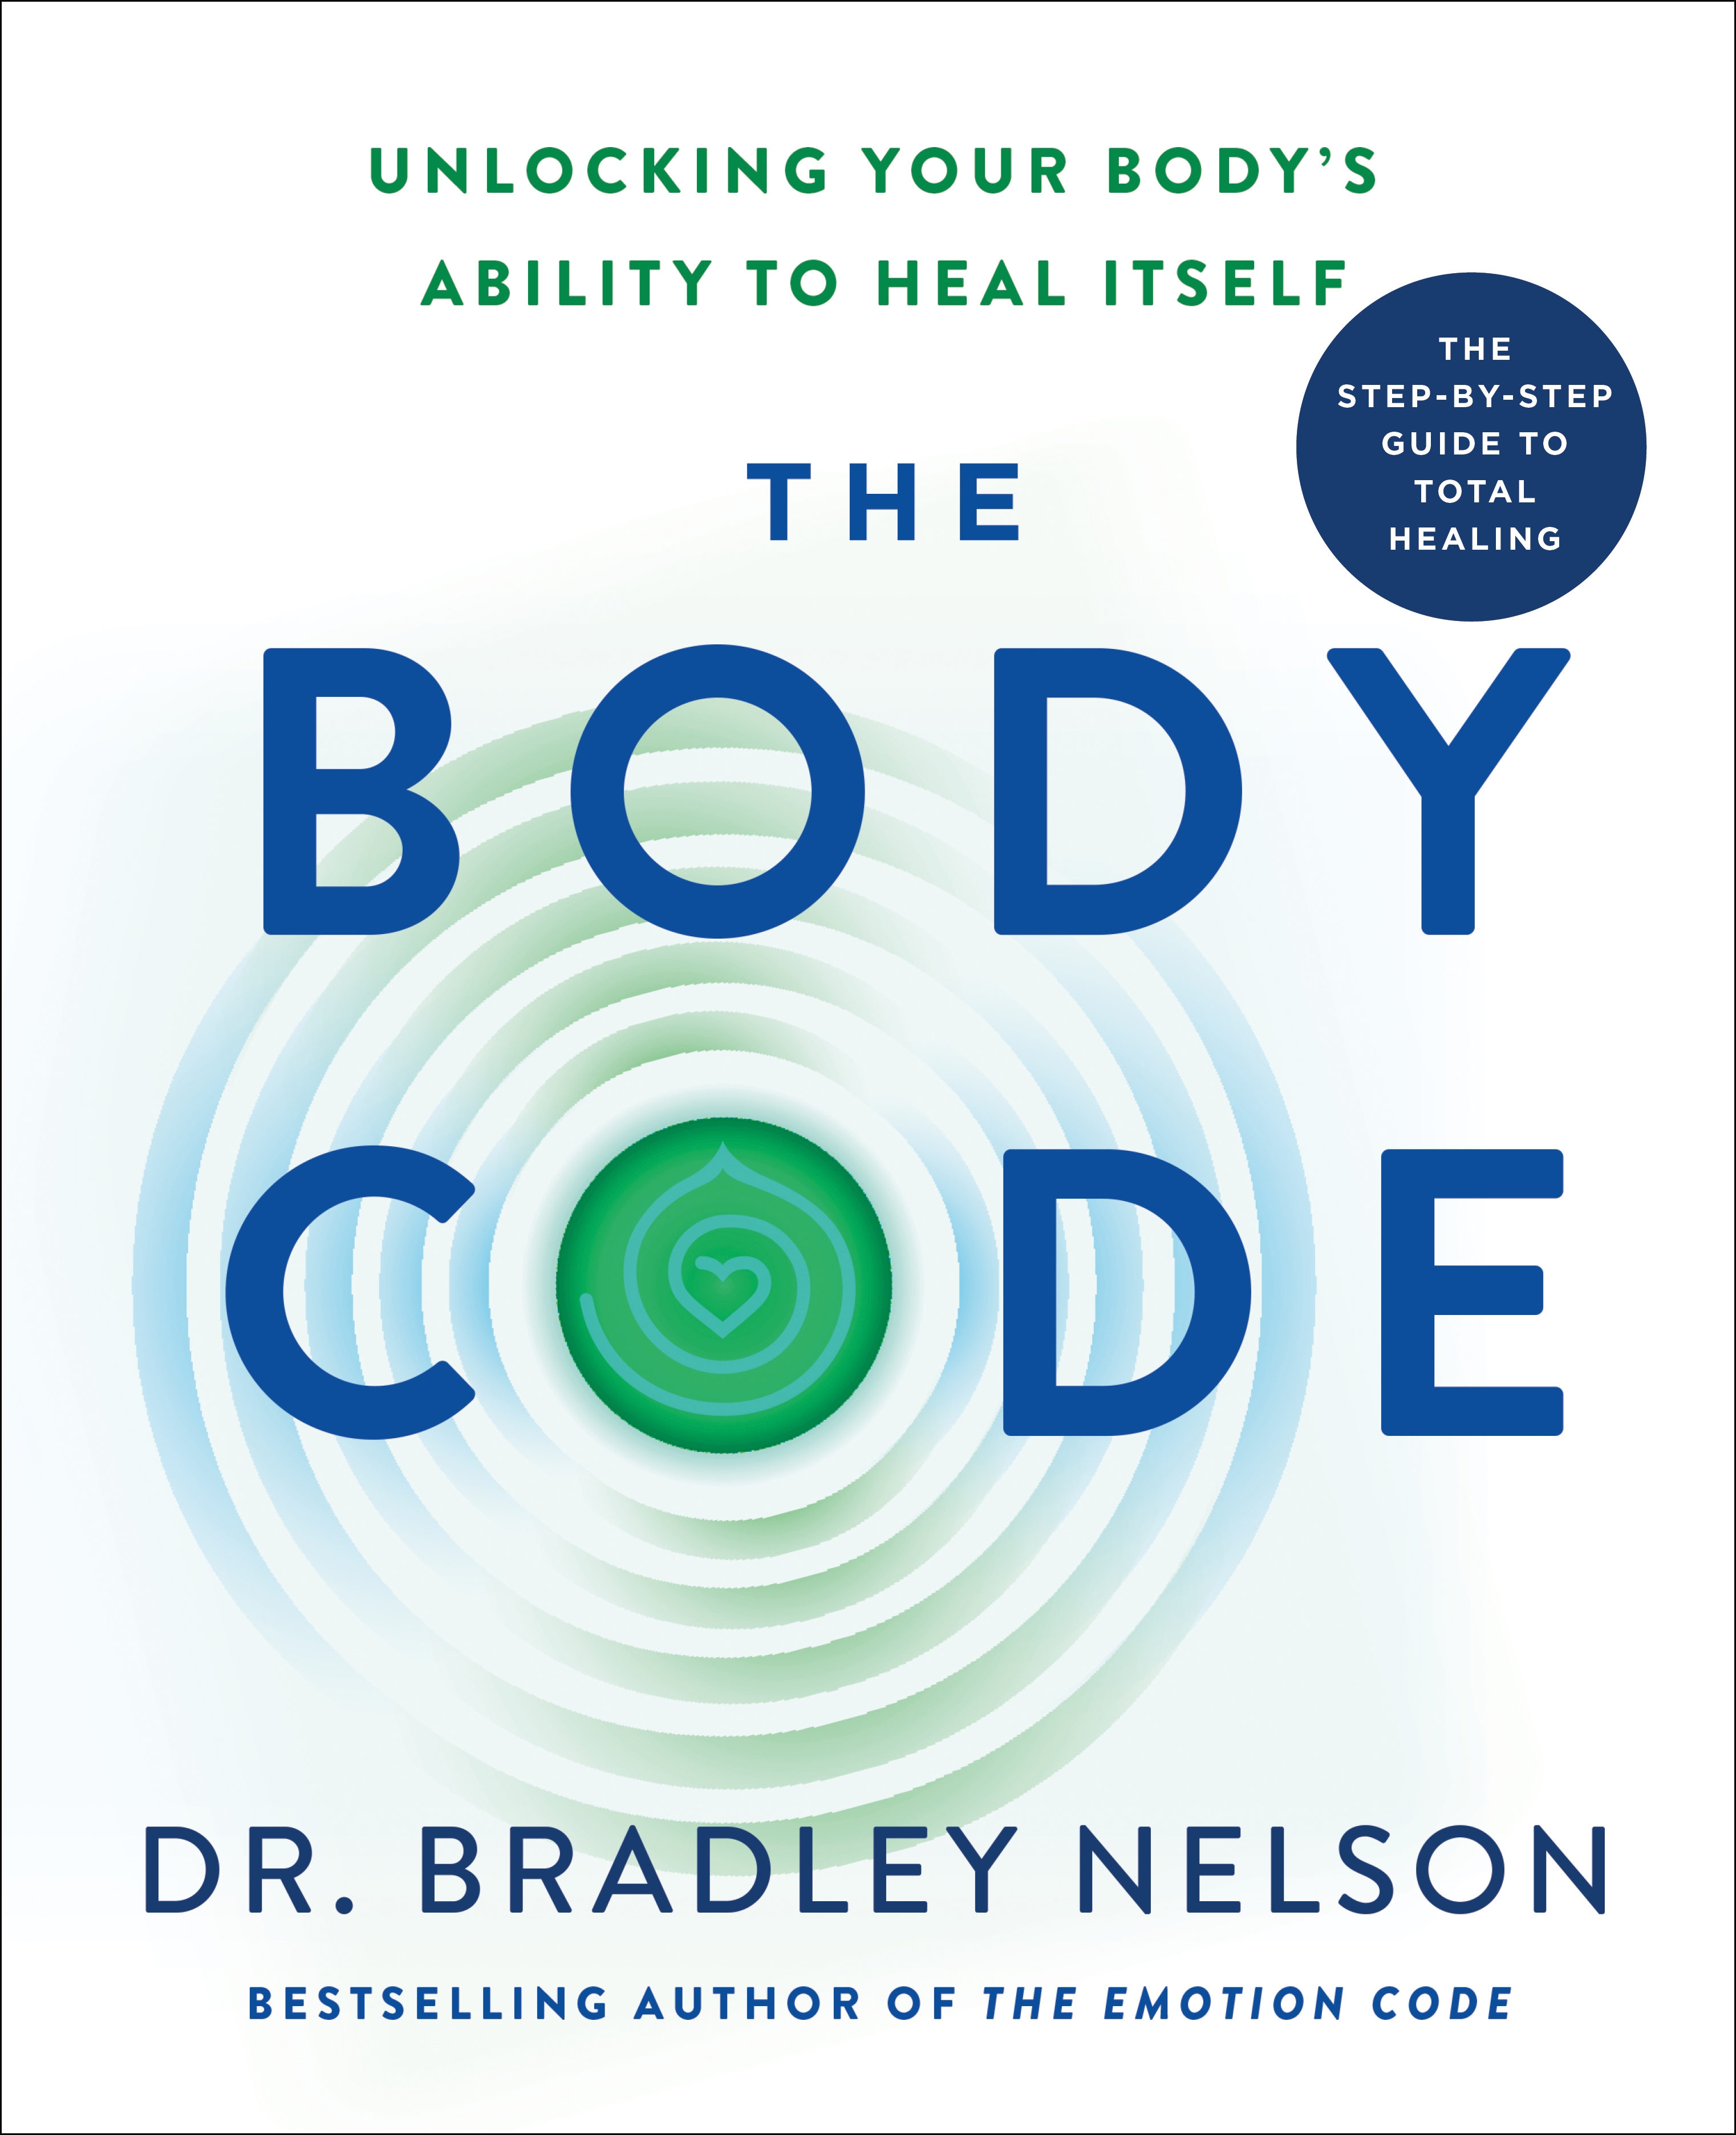 UNLOCKING YOUR BODY’S
ABILITY TO HEAL ITSELF
THE
STEP-BY-STEP
GUIDE TO
TOTAL
HEALING
THE
BODY
CODE
DR. BRADLEY NELSON
BESTSELLING AUTHOR OF THE EMOTION CODE